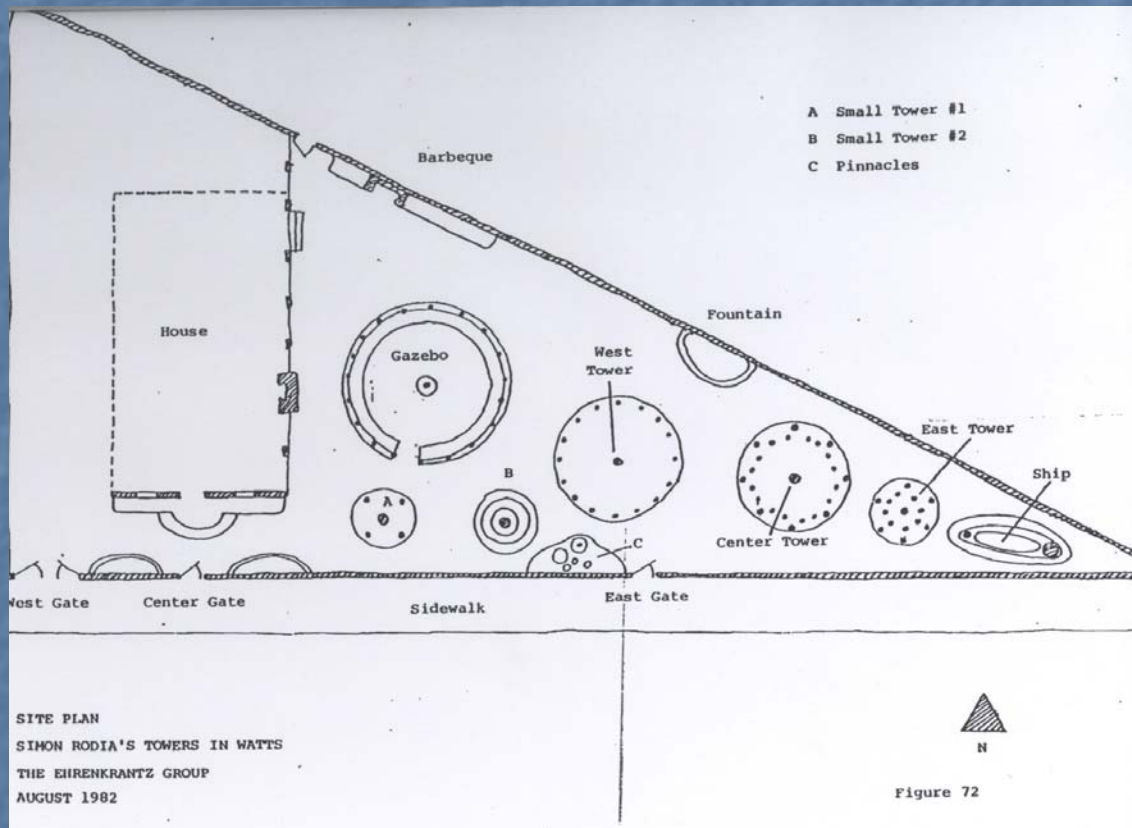 A Small Tower #1
B Small Tower #2
C Pinnacles
Barbeque
Fountain
House
Gazebo
West
Tower
East Tower
Ship
B
A
C
Center Tower
West Gate
Center Gate
East Gate
Sidewalk
SITE PLAN
SIMON RODIA'S TOWERS IN WATTS
THE EHRENKRANTZ GROUP
AUGUST 1982
N
Figure 72